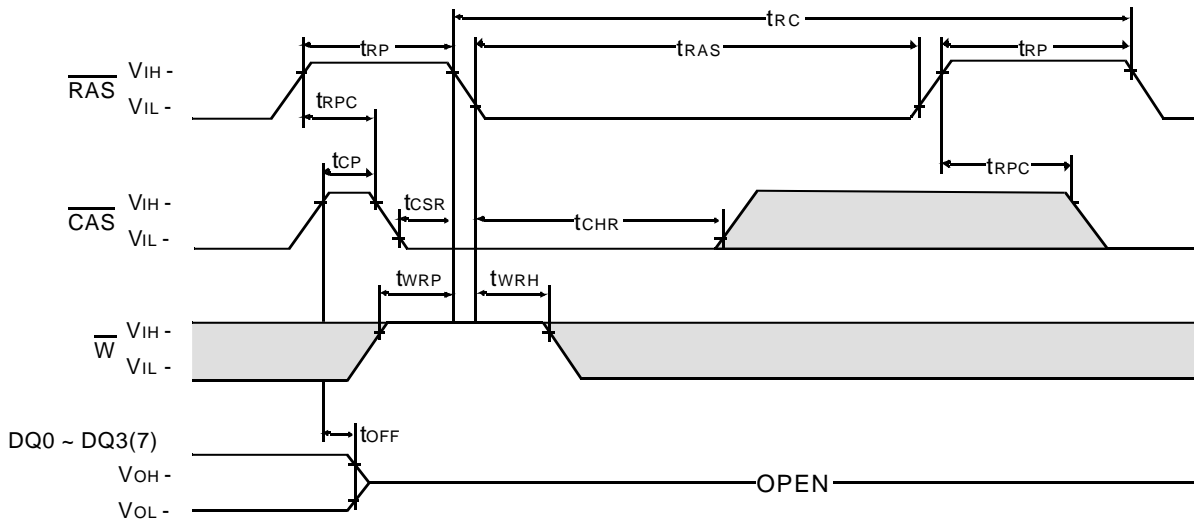 tRC
tRP
tRAS
tRP
RAS
VIH -
VIL -
tRPC
tCP
tRPC
CAS
VIH -
VIL -
tCSR
tCHR
tWRP
tWRH
W
VIH -
VIL -
DQ0 ~ DQ3(7)
tOFF
VOH -
VOL -
OPEN